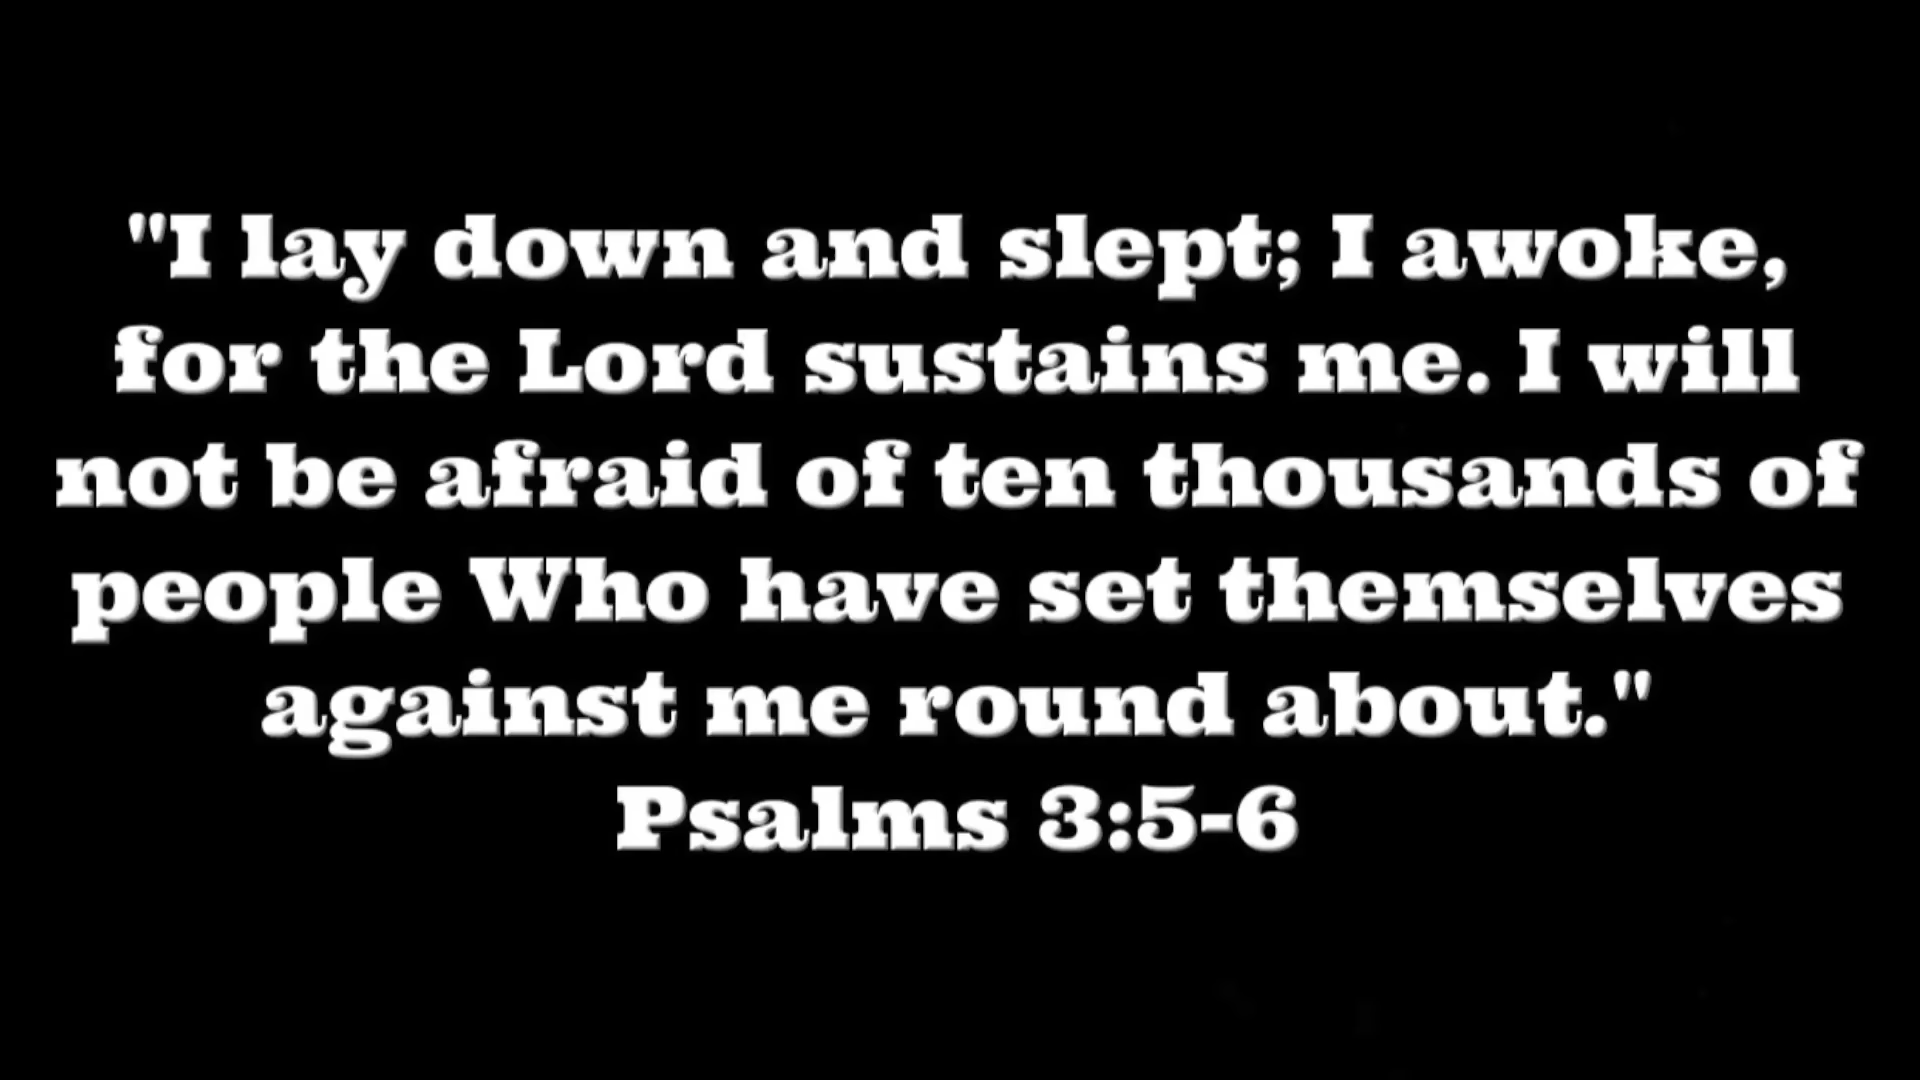 "I lay down and slept; I awoke,
for the Lord sustains me. I will
not be afraid of ten thousands of
people Who have set themselves
against me round about."
Psalms 3:5-6